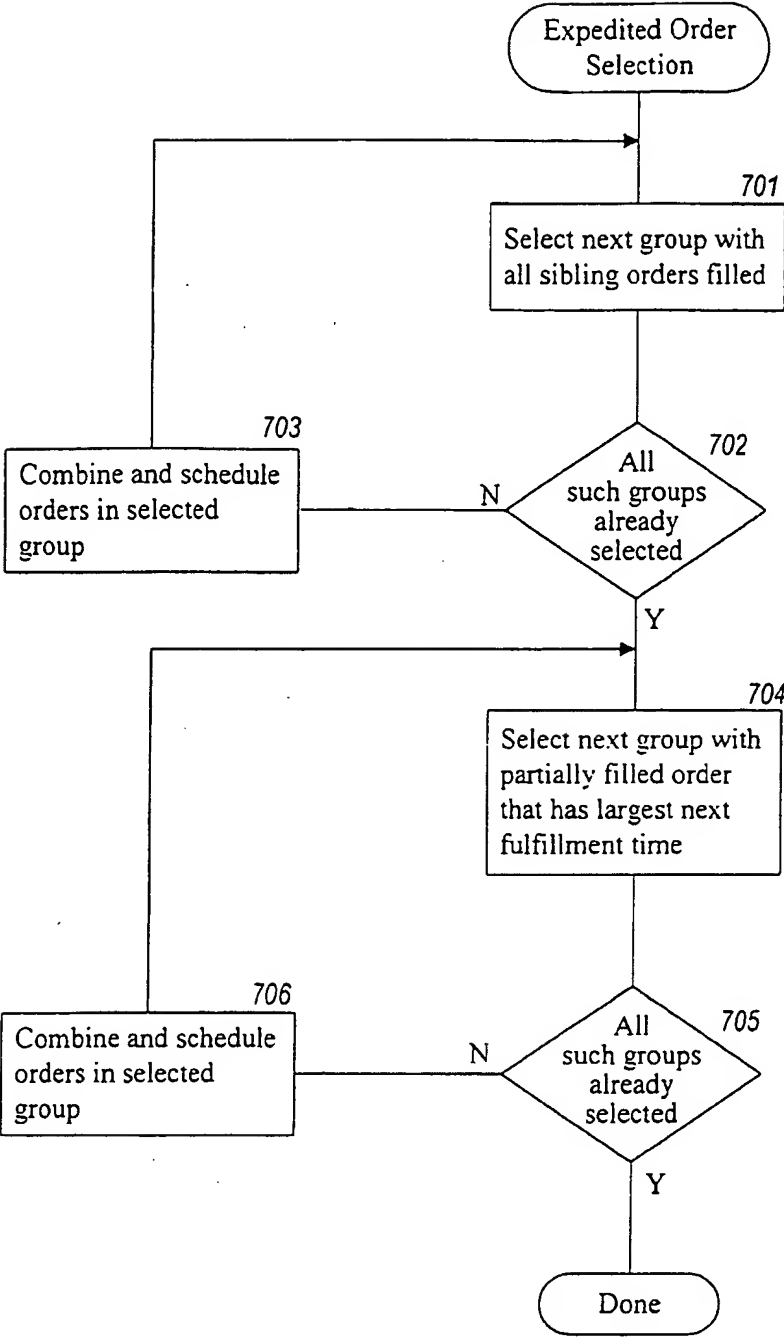 Expedited Order
Selection
701
Select next group with
all sibling orders filled
702
All
such groups
already
selected
N
Y
703
Combine and schedule
orders in selected
group
704
Select next group with
partially filled order
that has largest next
fulfillment time
705
All
such groups
already
selected
N
Y
706
Combine and schedule
orders in selected
group
Done